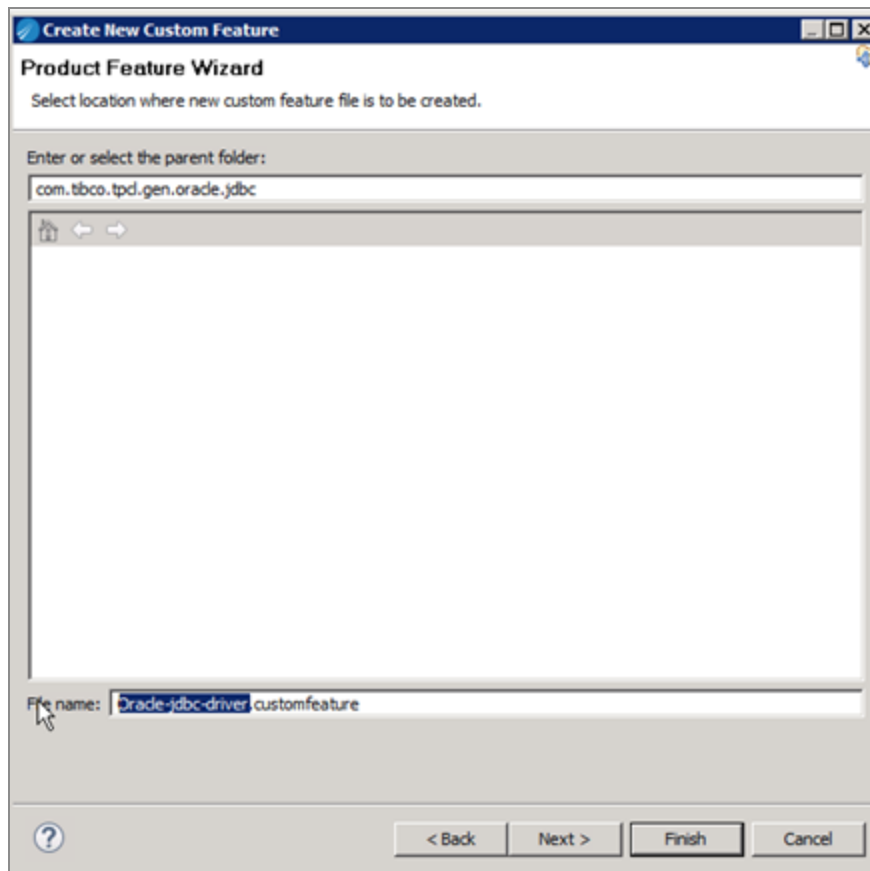 Create New Custom Feature
Product Feature Wizard
Select location where new custom feature file is to be created.
Enter or select the parent folder:
com.tibco.tpcl.gen.oracle.jdbc
File name: Oracle-jdbc-driver.customfeature
? < Back Next > Finish Cancel